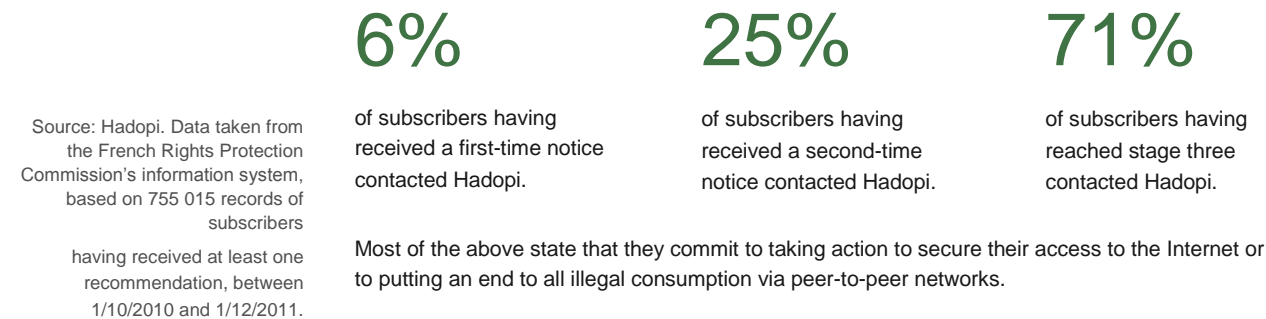 6%
25%
71%
Source: Hadopi. Data taken from
the French Rights Protection
Commission's information system,
based on 755 015 records of
subscribers
having received at least one
recommendation, between
1/10/2010 and 1/12/2011.
of subscribers having
received a first-time notice
contacted Hadopi.
of subscribers having
received a second-time
notice contacted Hadopi.
of subscribers having
reached stage three
contacted Hadopi.
Most of the above state that they commit to taking action to secure their access to the Internet or
to putting an end to all illegal consumption via peer-to-peer networks.